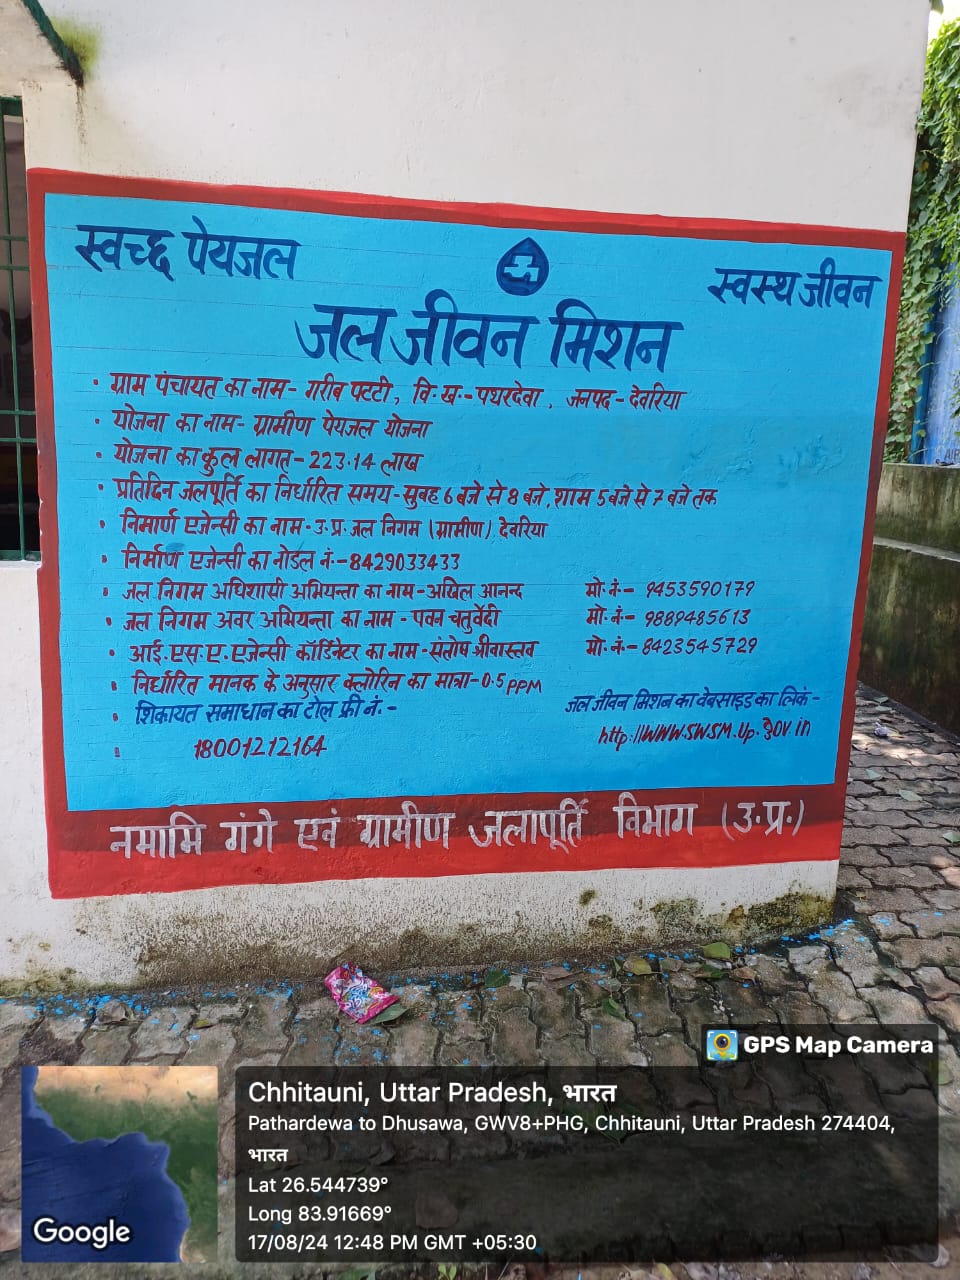 स्वच्छ पेयजल
स्वस्थ जीवन
जल जीवन मिशन
• ग्राम पंचायत का नाम- गरीब पट्टी, वि.ख.- पथरदेवा, जनपद - देवरिया
• योजना का नाम- ग्रामीण पेयजल योजना
• योजना का कुल लागत - 223.14 लाख
• प्रतिदिन जलपूर्ति का निर्धारित समय - सुबह 6 बजे से 8 बजे, शाम 5 बजे से 7 बजे तक
• निमार्ण एजेन्सी का नाम - उ.प्र. जल निगम (ग्रामीण) देवरिया
• निर्माण एजेन्सी का नोडल नं.- 8429033433
• जल निगम अधिशासी अभियन्ता का नाम - अखिल आनन्द मो.नं.- 9453590179
• जल निगम अवर अभियन्ता का नाम - पवन चतुर्वेदी मो.नं.- 9889485613
• आई.एस.ए. एजेन्सी कॉर्डिनेटर का नाम - संतोष श्रीवास्तव मो.नं.- 8423545729
• निर्धारित मानक के अनुसार क्लोरिन का मात्रा - 0.5 PPM
• शिकायत समाधान का टोल फ्री नं.-
18001212164
जल जीवन मिशन का वेबसाइड का लिकं -
http://WWW.SWSM.Up.gov.in
नमामि गंगे एवं ग्रामीण जलापूर्ति विभाग (उ.प्र.)
GPS Map Camera
Chhitauni, Uttar Pradesh, भारत
Pathardewa to Dhusawa, GWV8+PHG, Chhitauni, Uttar Pradesh 274404,
भारत
Lat 26.544739°
Long 83.91669°
17/08/24 12:48 PM GMT +05:30
Google